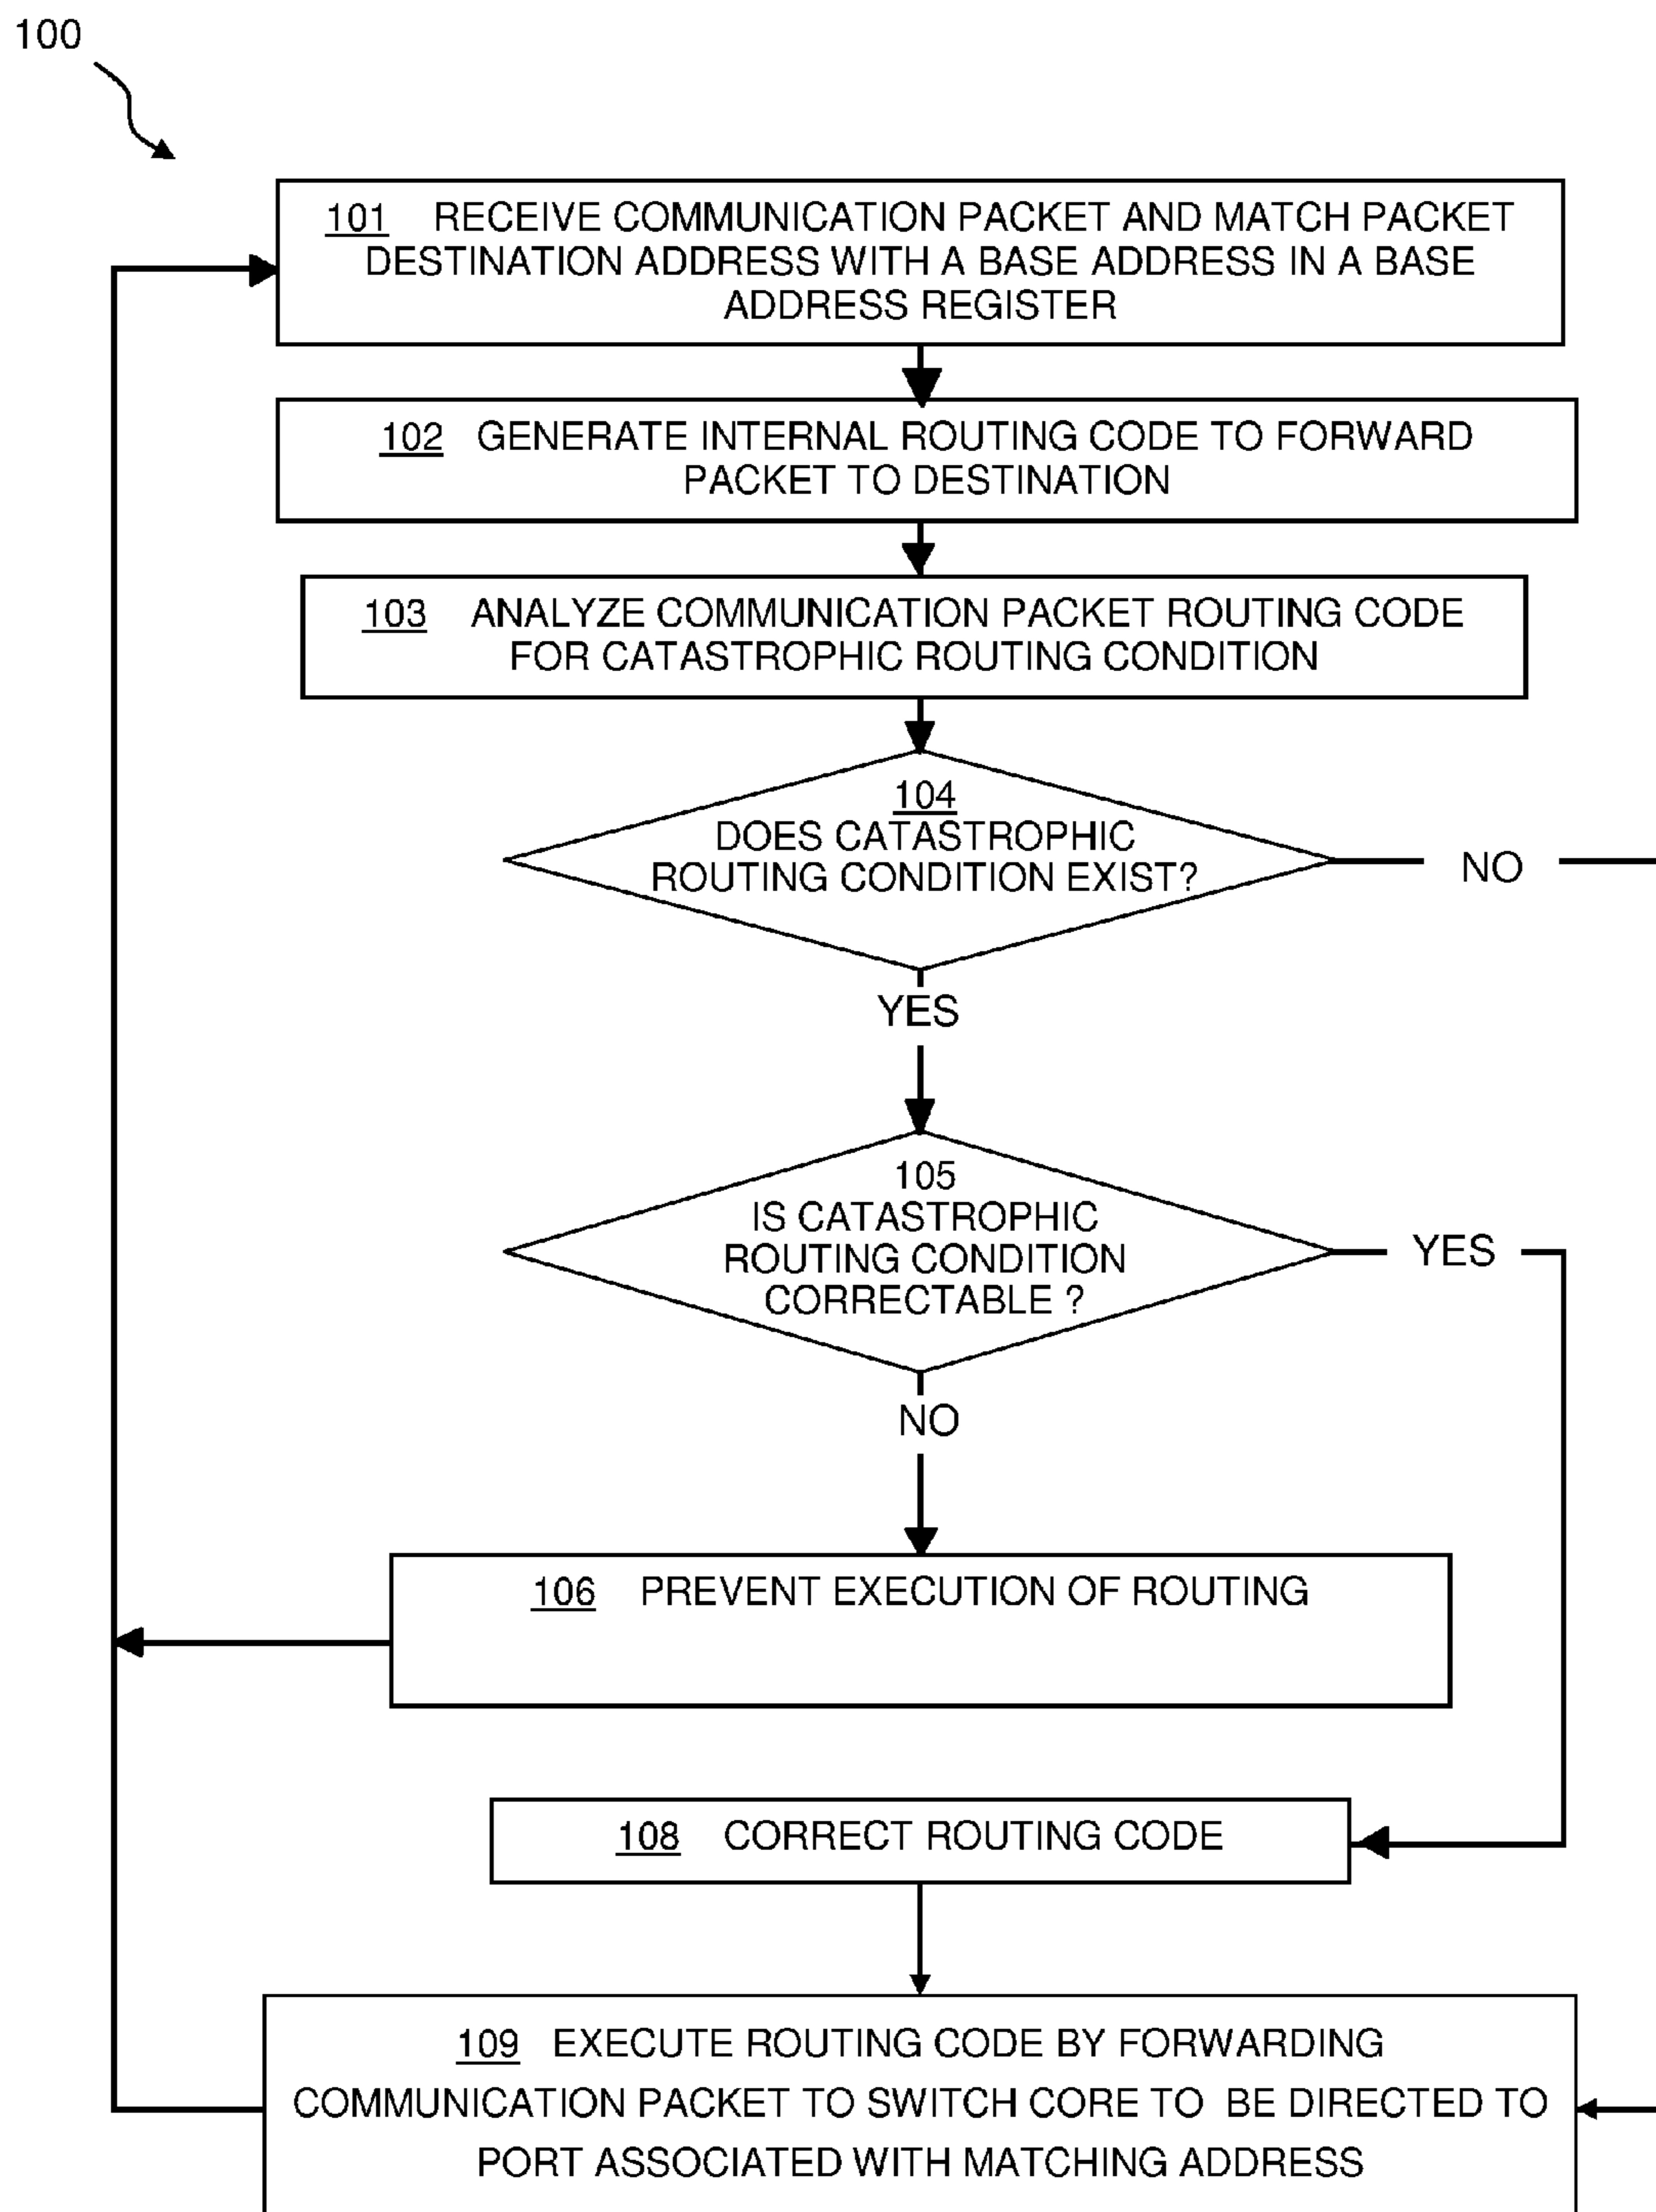 100
101 RECEIVE COMMUNICATION PACKET AND MATCH PACKET
DESTINATION ADDRESS WITH A BASE ADDRESS IN A BASE
ADDRESS REGISTER
102 GENERATE INTERNAL ROUTING CODE TO FORWARD
PACKET TO DESTINATION
103 ANALYZE COMMUNICATION PACKET ROUTING CODE
FOR CATASTROPHIC ROUTING CONDITION
104
DOES CATASTROPHIC
ROUTING CONDITION EXIST?
NO
YES
105
IS CATASTROPHIC
ROUTING CONDITION
CORRECTABLE ?
YES
NO
106 PREVENT EXECUTION OF ROUTING
108 CORRECT ROUTING CODE
109 EXECUTE ROUTING CODE BY FORWARDING
COMMUNICATION PACKET TO SWITCH CORE TO BE DIRECTED TO
PORT ASSOCIATED WITH MATCHING ADDRESS